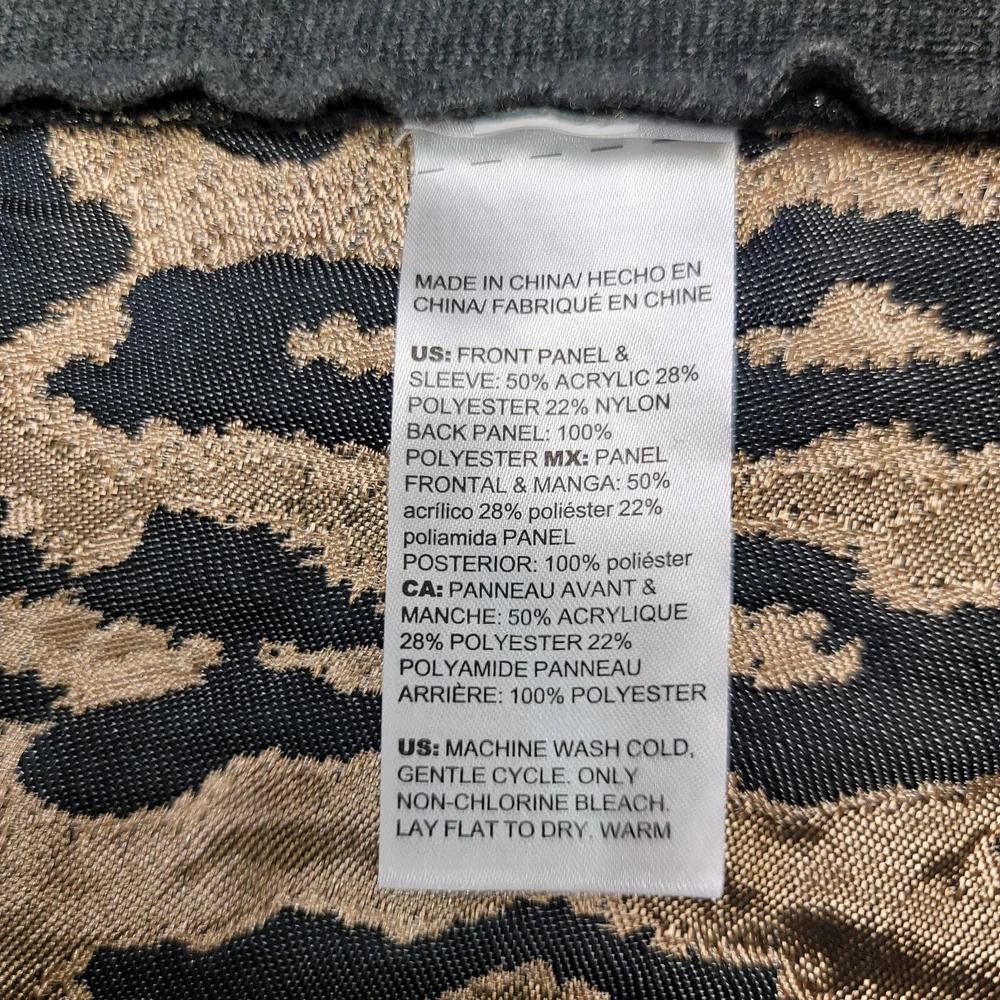 MADE IN CHINA/ HECHO EN
CHINA/ FABRIQUÉ EN CHINE
US: FRONT PANEL &
SLEEVE: 50% ACRYLIC 28%
POLYESTER 22% NYLON
BACK PANEL: 100%
POLYESTER MX: PANEL
FRONTAL & MANGA: 50%
acrílico 28% poliéster 22%
poliamida PANEL
POSTERIOR: 100% poliéster
CA: PANNEAU AVANT &
MANCHE: 50% ACRYLIQUE
28% POLYESTER 22%
POLYAMIDE PANNEAU
ARRIÈRE: 100% POLYESTER
US: MACHINE WASH COLD,
GENTLE CYCLE. ONLY
NON-CHLORINE BLEACH.
LAY FLAT TO DRY. WARM